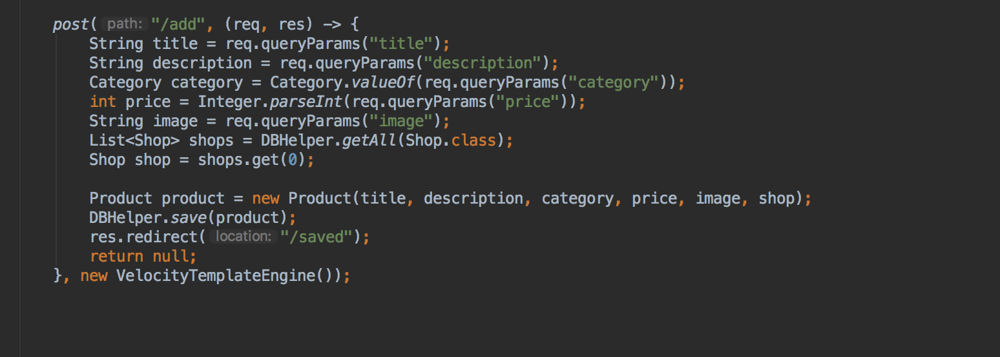 post( path: "/add", (req, res) -> {
    String title = req.queryParams("title");
    String description = req.queryParams("description");
    Category category = Category.valueOf(req.queryParams("category"));
    int price = Integer.parseInt(req.queryParams("price"));
    String image = req.queryParams("image");
    List<Shop> shops = DBHelper.getAll(Shop.class);
    Shop shop = shops.get(0);

    Product product = new Product(title, description, category, price, image, shop);
    DBHelper.save(product);
    res.redirect( location: "/saved");
    return null;
}, new VelocityTemplateEngine());